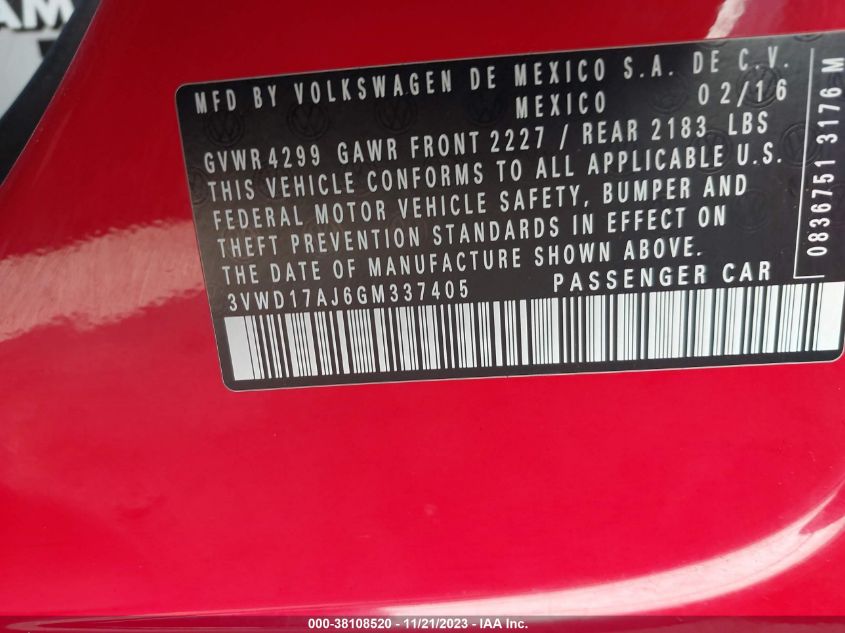 AM
MFD BY VOLKSWAGEN DE MEXICO S.A. DE C.V.
MEXICO 02/16
GVWR 4299 GAWR FRONT 2227 / REAR 2183 LBS
THIS VEHICLE CONFORMS TO ALL APPLICABLE U.S.
FEDERAL MOTOR VEHICLE SAFETY, BUMPER AND
THEFT PREVENTION STANDARDS IN EFFECT ON
THE DATE OF MANUFACTURE SHOWN ABOVE.
3VWD17AJ6GM337405 PASSENGER CAR
0836751 3176 M
000-38108520 - 11/21/2023 - IAA Inc.